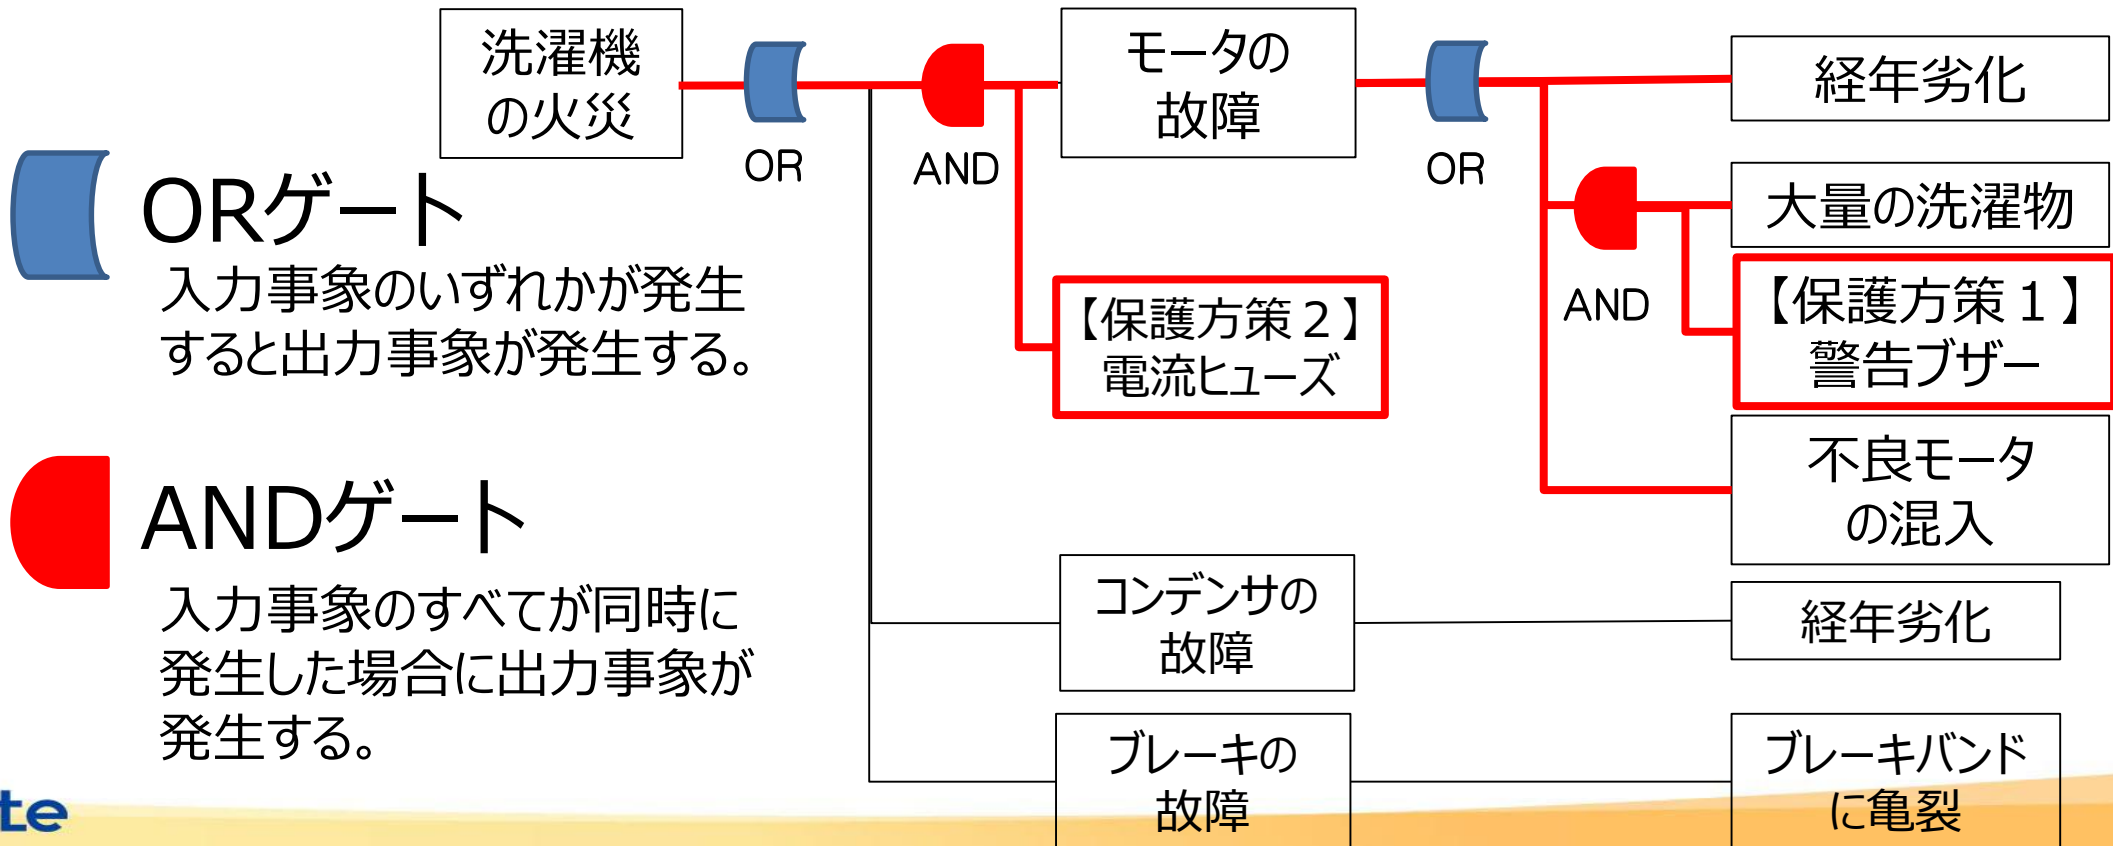 洗濯機
の火災
OR
AND
モータの
故障
OR
経年劣化
大量の洗濯物
AND
【保護方策１】
警告ブザー
【保護方策２】
電流ヒューズ
不良モータ
の混入
コンデンサの
故障
経年劣化
ブレーキの
故障
ブレーキバンド
に亀裂
ORゲート
入力事象のいずれかが発生
すると出力事象が発生する。
ANDゲート
入力事象のすべてが同時に
発生した場合に出力事象が
発生する。
te